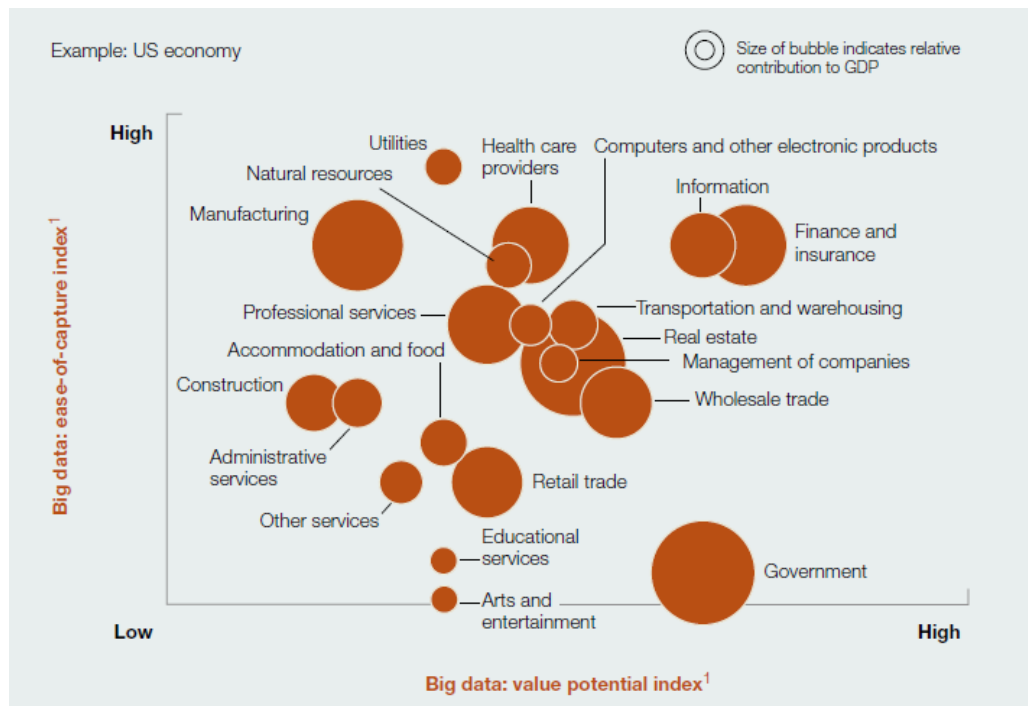 Example: US economy
Size of bubble indicates relative
contribution to GDP
High
Utilities
Health care
providers
Computers and other electronic products
Natural resources
Information
Manufacturing
Finance and
insurance
Professional services
Transportation and warehousing
Real estate
Accommodation and food
Management of companies
Construction
Wholesale trade
Administrative
services
Retail trade
Other services
Educational
services
Government
Arts and
entertainment
Low
High
Big data: ease-of-capture index1
Big data: value potential index1